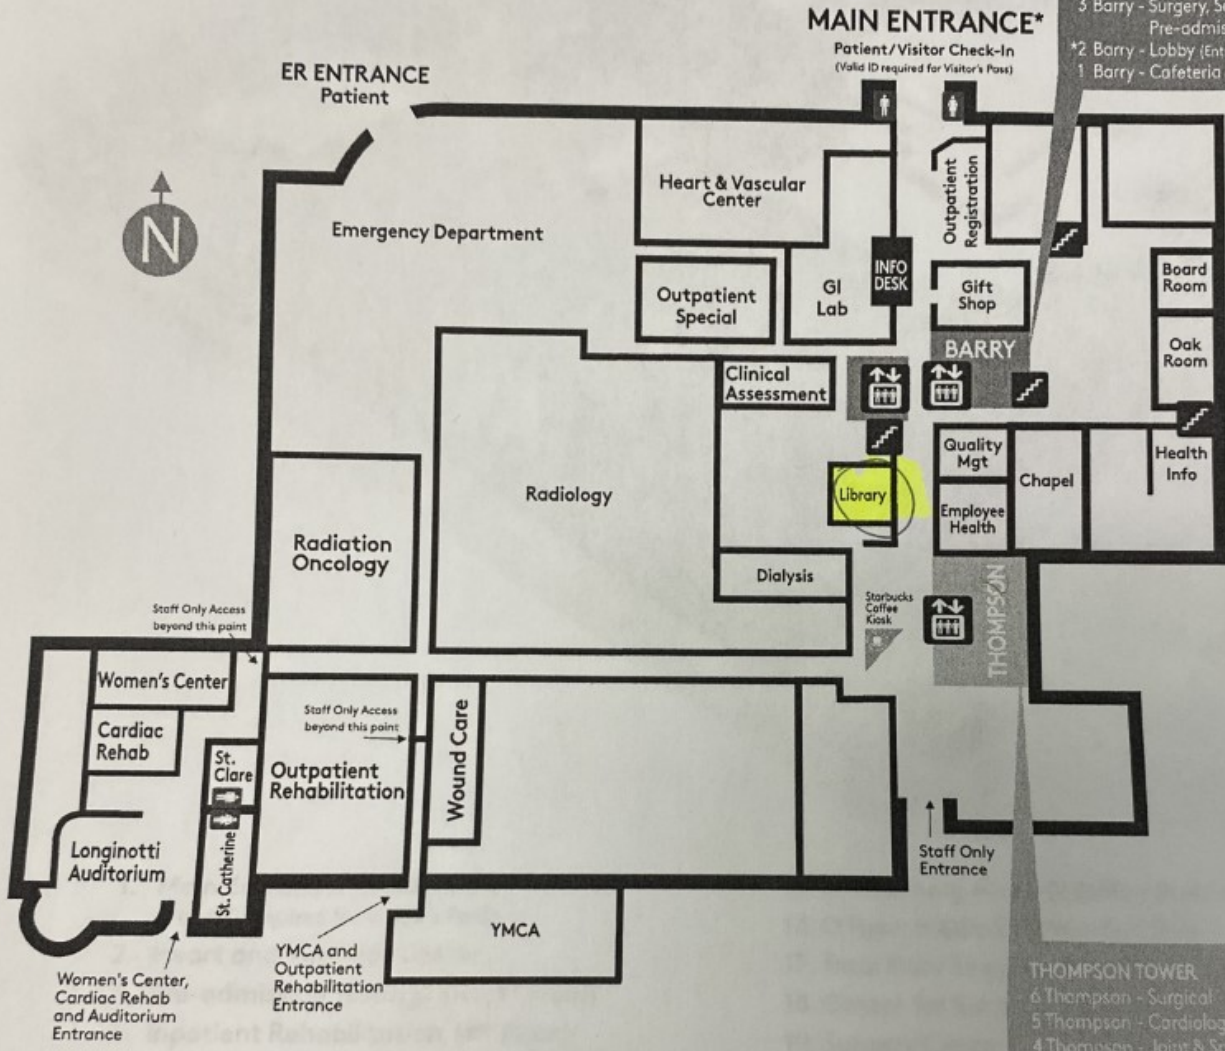 MAIN ENTRANCE*
Patient/Visitor Check-In
(Valid ID required for Visitor's Pass)
3 Barry - Surgery,
*2 Barry - Lobby
1 Barry - Cafeteria
ER ENTRANCE
Patient
N
Emergency Department
Heart & Vascular
Center
Outpatient
Registration
Outpatient
Special
GI
Lab
INFO
DESK
Gift
Shop
Board
Room
Oak
Room
BARRY
Clinical
Assessment
Radiology
Library
Quality
Mgt
Employee
Health
Chapel
Health
Info
Radiation
Oncology
Dialysis
Starbucks
Coffee
Kiosk
THOMPSON
Staff Only Access
beyond this point
Women's Center
Cardiac
Rehab
St.
Clare
St. Catherine
Longinotti
Auditorium
Outpatient
Rehabilitation
Staff Only Access
beyond this point
Wound Care
Staff Only
Entrance
YMCA
Women's Center,
Cardiac Rehab
and Auditorium
Entrance
YMCA and
Outpatient
Rehabilitation
Entrance
THOMPSON TOWER
6 Thompson - Surgical
5 Thompson -
4 Thompson - Joint &